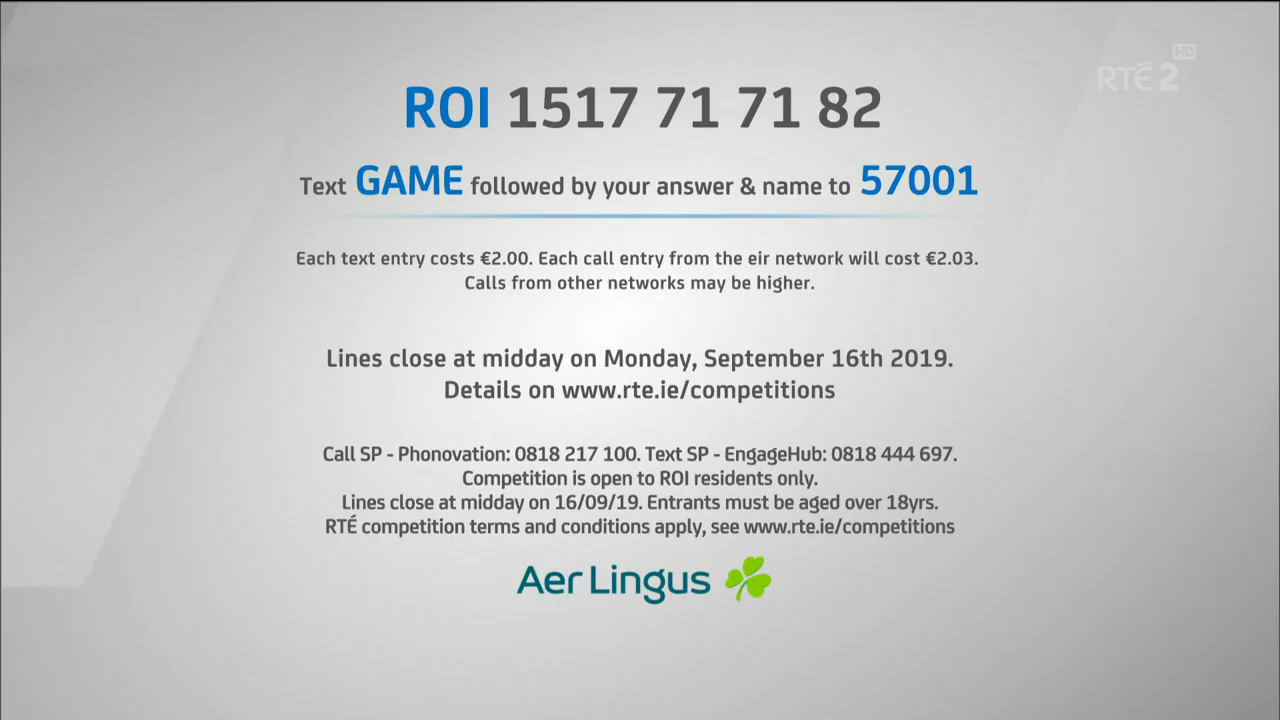 RTÉ 2 HD
ROI 1517 71 71 82
Text GAME followed by your answer & name to 57001
Each text entry costs €2.00. Each call entry from the eir network will cost €2.03.
Calls from other networks may be higher.
Lines close at midday on Monday, September 16th 2019.
Details on www.rte.ie/competitions
Call SP - Phonovation: 0818 217 100. Text SP - EngageHub: 0818 444 697.
Competition is open to ROI residents only.
Lines close at midday on 16/09/19. Entrants must be aged over 18yrs.
RTÉ competition terms and conditions apply, see www.rte.ie/competitions
Aer Lingus